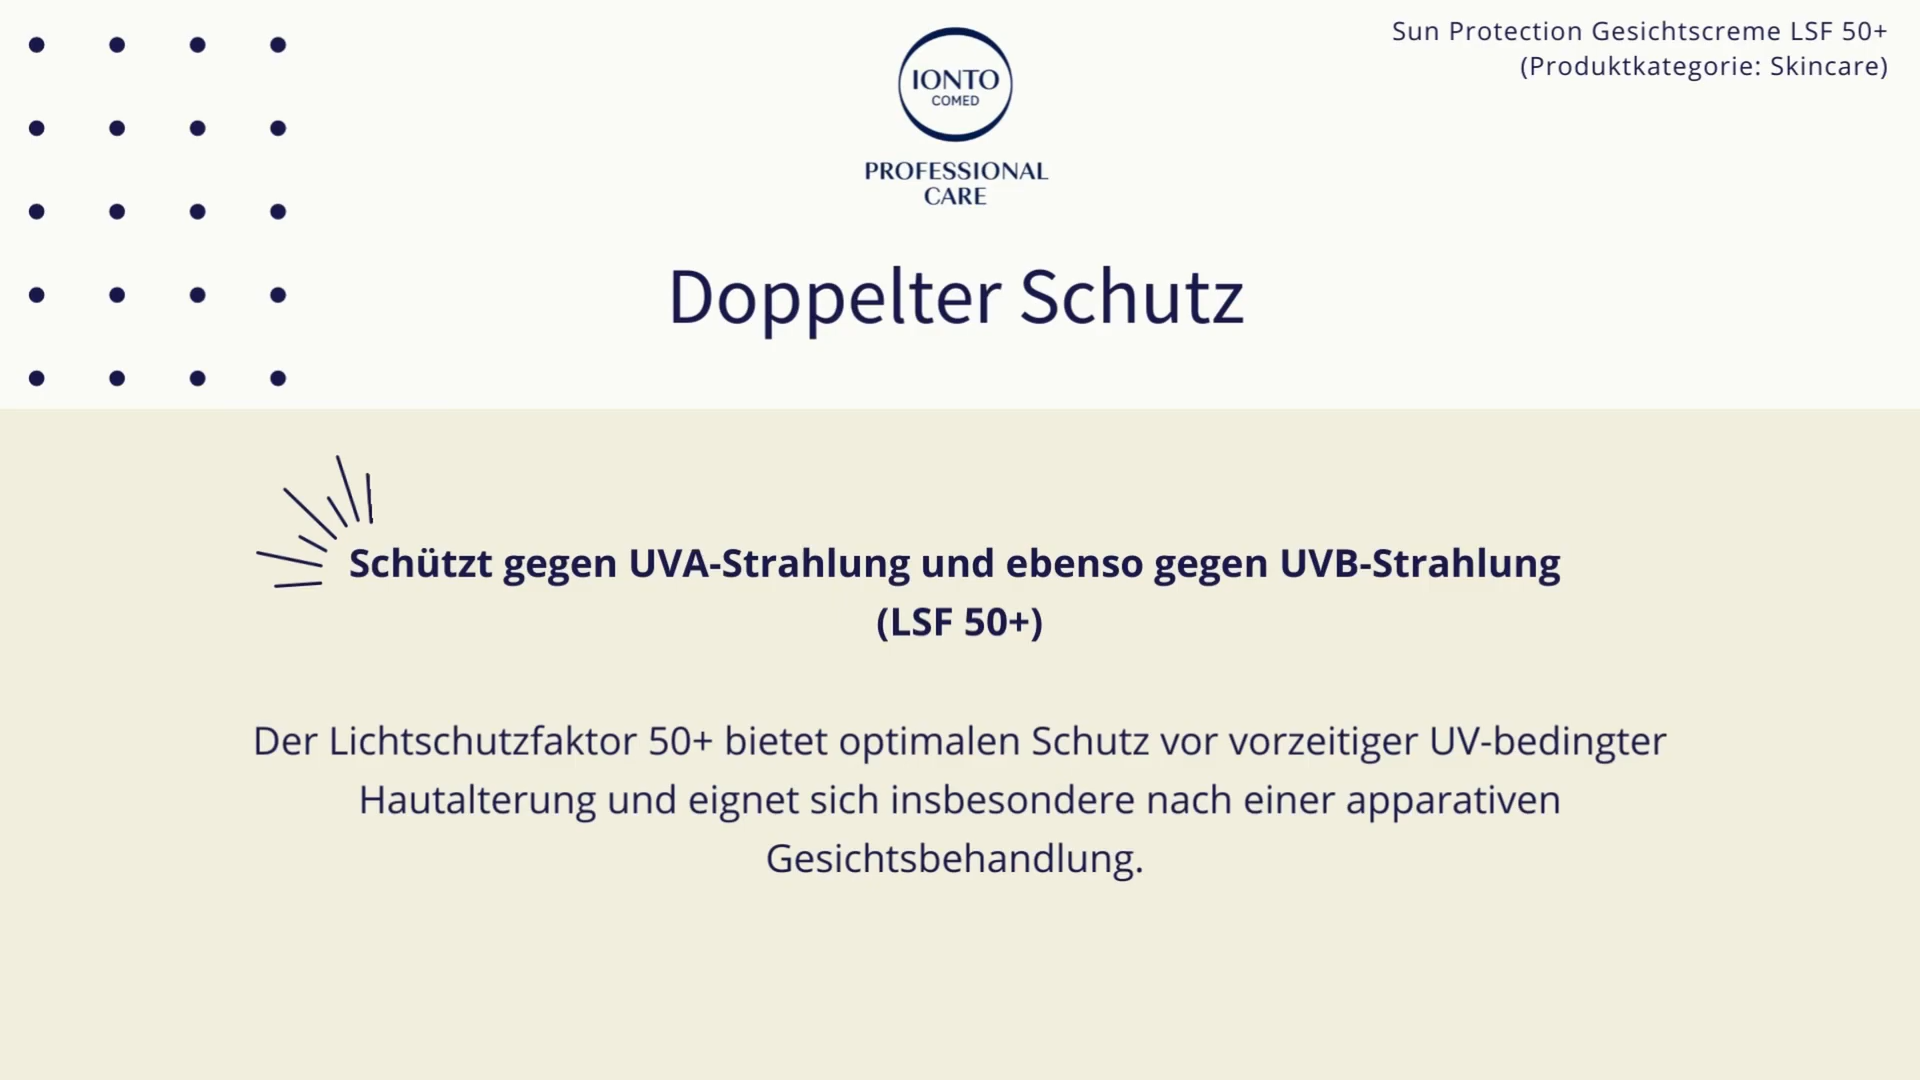 Sun Protection Gesichtscreme LSF 50+
(Produktkategorie: Skincare)
IONTO
COMED
PROFESSIONAL
CARE
Doppelter Schutz
Schützt gegen UVA-Strahlung und ebenso gegen UVB-Strahlung
(LSF 50+)
Der Lichtschutzfaktor 50+ bietet optimalen Schutz vor vorzeitiger UV-bedingter
Hautalterung und eignet sich insbesondere nach einer apparativen
Gesichtsbehandlung.